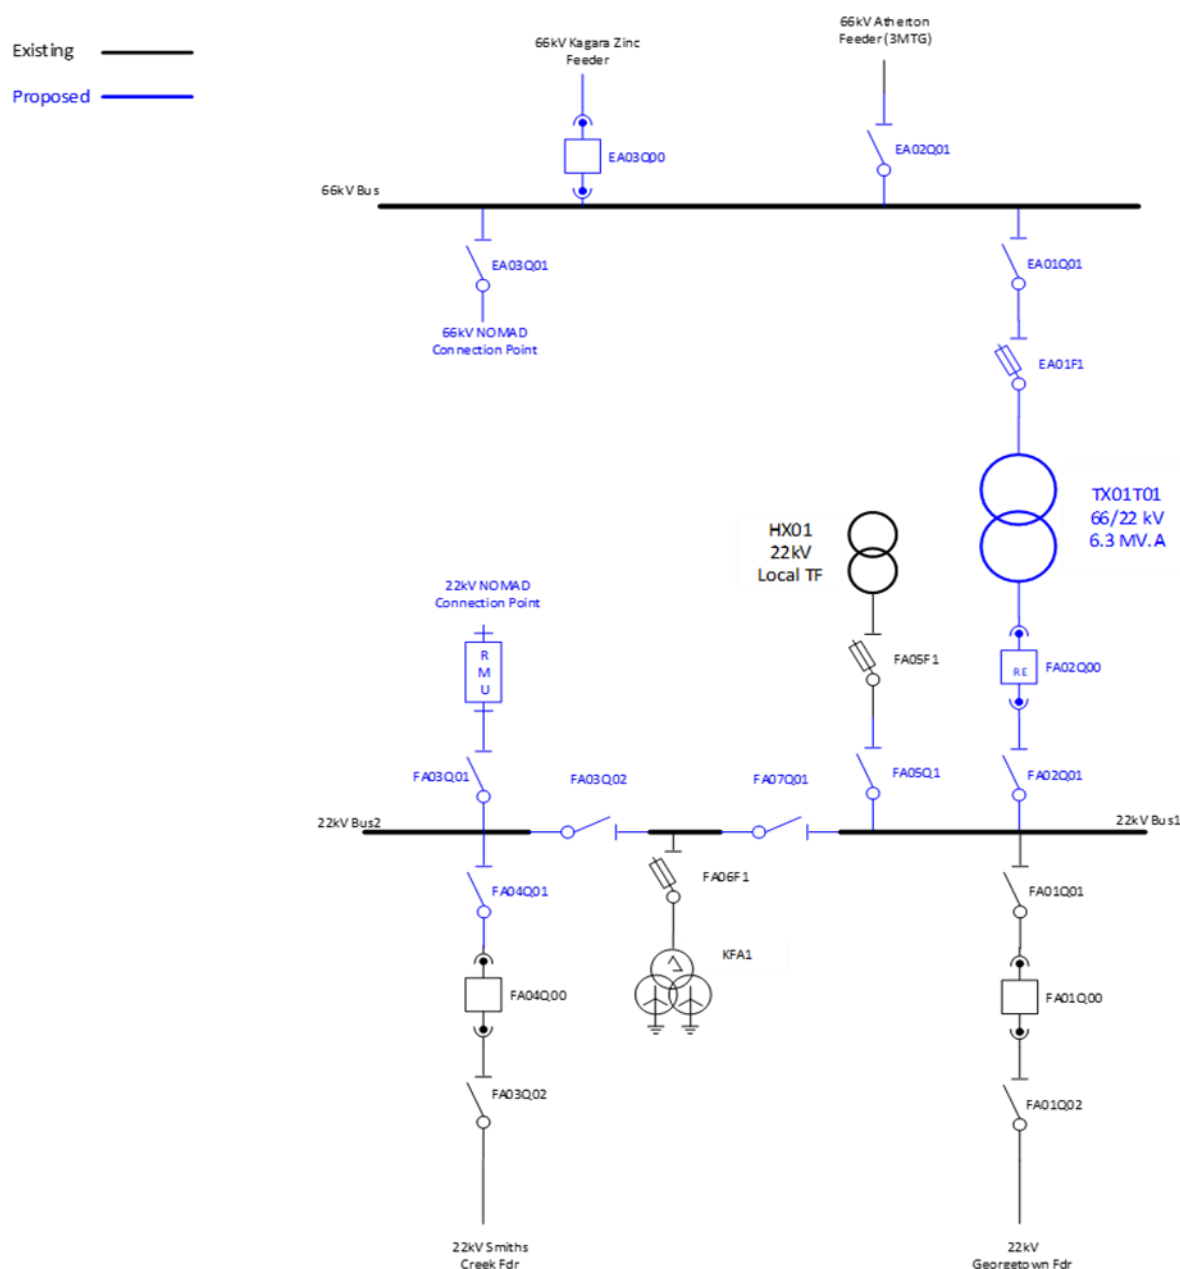 Existing
Proposed
66kV Kagara Zinc
Feeder
66kV Atherton
Feeder (3MTG)
EA03Q00
EA02Q01
66kV Bus
EA03Q01
EA01Q01
66kV NOMAD
Connection Point
EA01F1
TX01T01
66/22 kV
6.3 MV.A
HX01
22kV
Local TF
22kV NOMAD
Connection Point
R
M
U
FA05F1
RE
FA02Q00
FA03Q01
FA03Q02
FA07Q01
FA05Q1
FA02Q01
22kV Bus2
22kV Bus1
FA04Q01
FA06F1
FA01Q01
KFA1
FA04Q00
FA01Q00
FA03Q02
FA01Q02
22kV Smiths
Creek Fdr
22kV
Georgetown Fdr